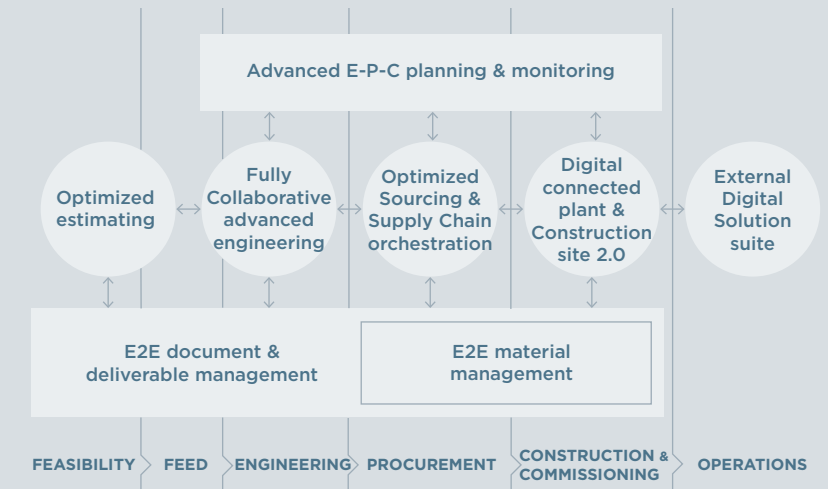 Advanced E-P-C planning & monitoring
Optimized
estimating
Fully
Collaborative
advanced
engineering
Optimized
Sourcing &
Supply Chain
orchestration
Digital
connected
plant &
Construction
site 2.0
External
Digital
Solution
suite
E2E document &
deliverable management
E2E material
management
FEASIBILITY
FEED
ENGINEERING
PROCUREMENT
CONSTRUCTION &
COMMISSIONING
OPERATIONS